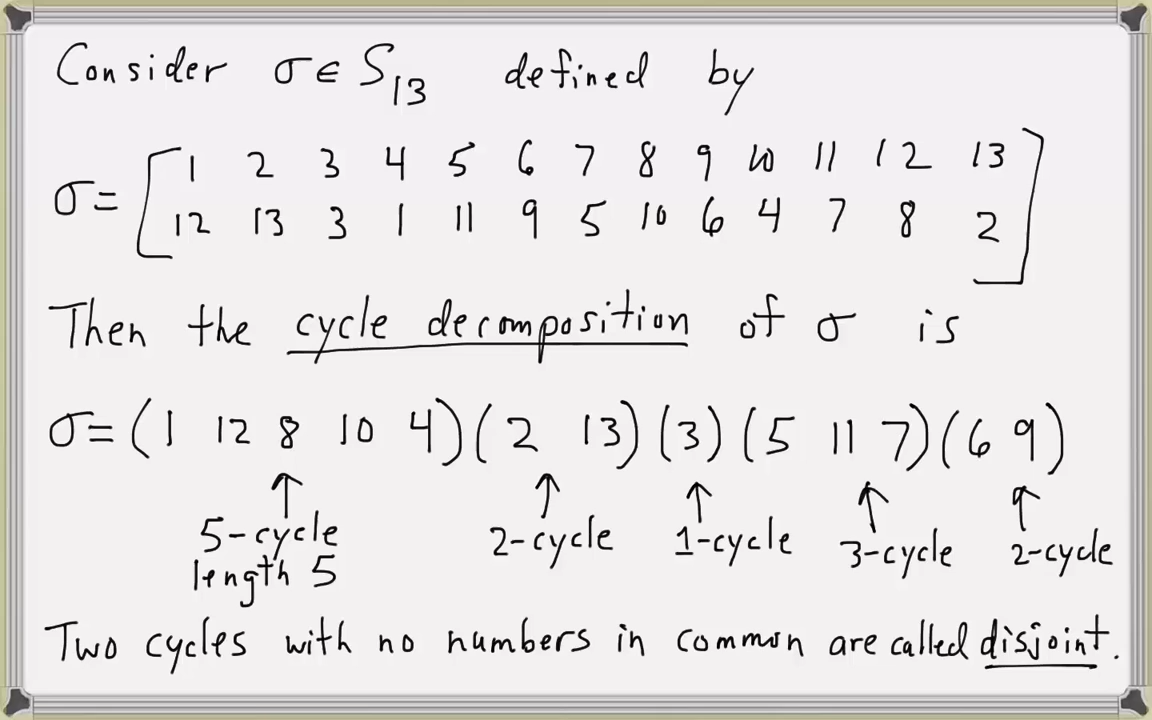 Consider σ ∈ S₁₃ defined by
σ = [ 1 2 3 4 5 6 7 8 9 10 11 12 13
12 13 3 1 11 9 5 10 6 4 7 8 2 ]
Then the cycle decomposition of σ is
σ = (1 12 8 10 4)(2 13)(3)(5 11 7)(6 9)
↑ ↑ ↑ ↑ ↑
5-cycle 2-cycle 1-cycle 3-cycle 2-cycle
length 5
Two cycles with no numbers in common are called disjoint.